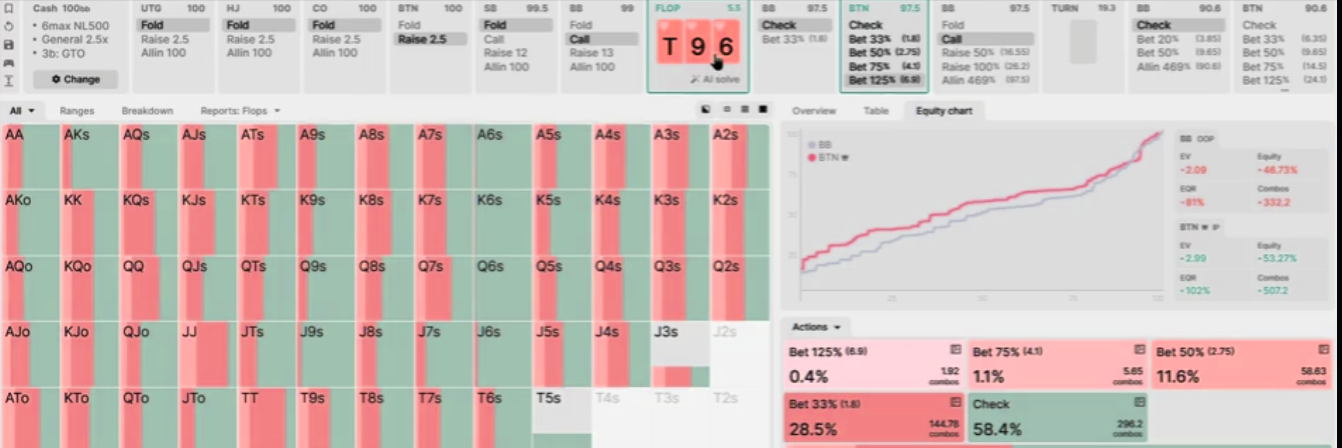 Cash 100bb
• 6max NL500
• General 2.5x
• 3b: GTO
Change
UTG 100
Fold
Raise 2.5
Allin 100
HJ 100
Fold
Raise 2.5
Allin 100
CO 100
Fold
Raise 2.5
Allin 100
BTN 100
Fold
Raise 2.5
SB 99.5
Fold
Call
Raise 12
Allin 100
BB 99
Fold
Call
Raise 13
Allin 100
FLOP 5.5
T 9 6
AI solve
BB 97.5
Check
Bet 33% (1.8)
BTN 97.5
Check
Bet 33% (1.8)
Bet 50% (2.75)
Bet 75% (4.1)
Bet 125% (6.9)
BB 97.5
Fold
Call
Raise 50% (16.55)
Raise 100% (26.2)
Allin 469% (97.5)
TURN 19.3
BB 90.6
Check
Bet 20% (3.85)
Bet 50% (9.65)
Allin 469% (90.6)
BTN 90.6
Check
Bet 33% (6.35)
Bet 50% (9.65)
Bet 75% (14.5)
Bet 125% (24.1)
All Ranges Breakdown Reports: Flops
AA AKs AQs AJs ATs A9s A8s A7s A6s A5s A4s A3s A2s
AKo KK KQs KJs KTs K9s K8s K7s K6s K5s K4s K3s K2s
AQo KQo QQ QJs QTs Q9s Q8s Q7s Q6s Q5s Q4s Q3s Q2s
AJo KJo QJo JJ JTs J9s J8s J7s J6s J5s J4s J3s J2s
ATo KTo QTo JTo TT T9s T8s T7s T6s T5s T4s T3s T2s
Overview Table Equity chart
100
75
50
25
BB
BTN
25 50 75 100
BB OOP
EV Equity
-2.09 -46.73%
EQR Combos
-81% -332.2
BTN IP
EV Equity
-2.99 -53.27%
EQR Combos
-102% -507.2
Actions
Bet 125% (6.9)
0.4%
1.92
combos
Bet 75% (4.1)
1.1%
5.65
combos
Bet 50% (2.75)
11.6%
58.63
combos
Bet 33% (1.8)
28.5%
144.78
combos
Check
58.4%
296.2
combos